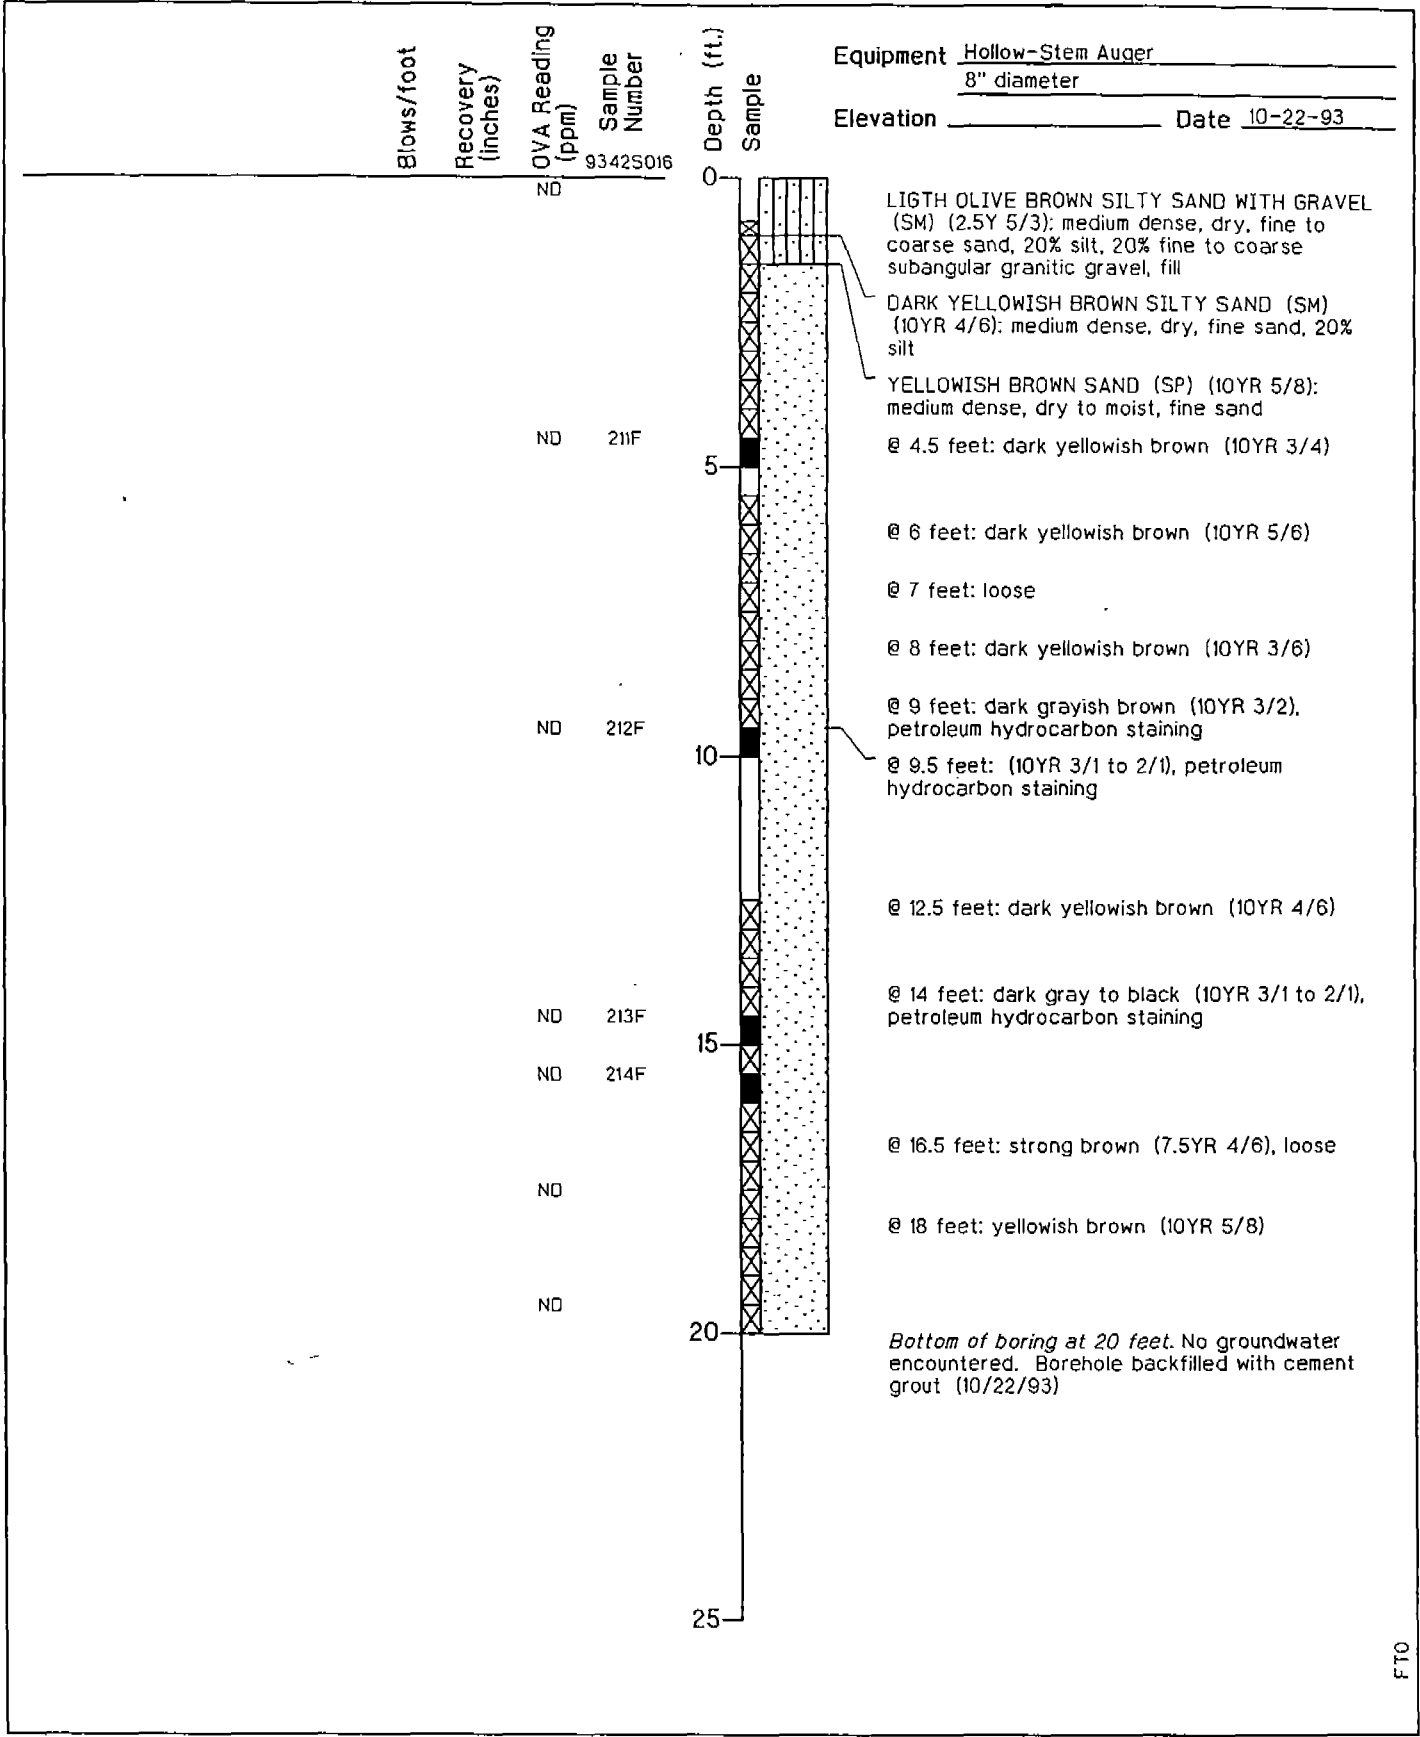 Blows/foot
Recovery
(inches)
OVA Reading
(ppm)
Sample
Number
9342S016
Depth (ft.)
Sample
Equipment Hollow-Stem Auger
8" diameter
Elevation Date 10-22-93
0
ND
LIGTH OLIVE BROWN SILTY SAND WITH GRAVEL
(SM) (2.5Y 5/3): medium dense, dry, fine to
coarse sand, 20% silt, 20% fine to coarse
subangular granitic gravel, fill
DARK YELLOWISH BROWN SILTY SAND (SM)
(10YR 4/6): medium dense, dry, fine sand, 20%
silt
YELLOWISH BROWN SAND (SP) (10YR 5/8):
medium dense, dry to moist, fine sand
ND 211F @ 4.5 feet: dark yellowish brown (10YR 3/4)
5
@ 6 feet: dark yellowish brown (10YR 5/6)
@ 7 feet: loose
@ 8 feet: dark yellowish brown (10YR 3/6)
@ 9 feet: dark grayish brown (10YR 3/2),
ND 212F petroleum hydrocarbon staining
10
@ 9.5 feet: (10YR 3/1 to 2/1), petroleum
hydrocarbon staining
@ 12.5 feet: dark yellowish brown (10YR 4/6)
@ 14 feet: dark gray to black (10YR 3/1 to 2/1),
ND 213F petroleum hydrocarbon staining
15
ND 214F
@ 16.5 feet: strong brown (7.5YR 4/6), loose
ND
@ 18 feet: yellowish brown (10YR 5/8)
ND
20
Bottom of boring at 20 feet. No groundwater
encountered. Borehole backfilled with cement
grout (10/22/93)
25
FTO